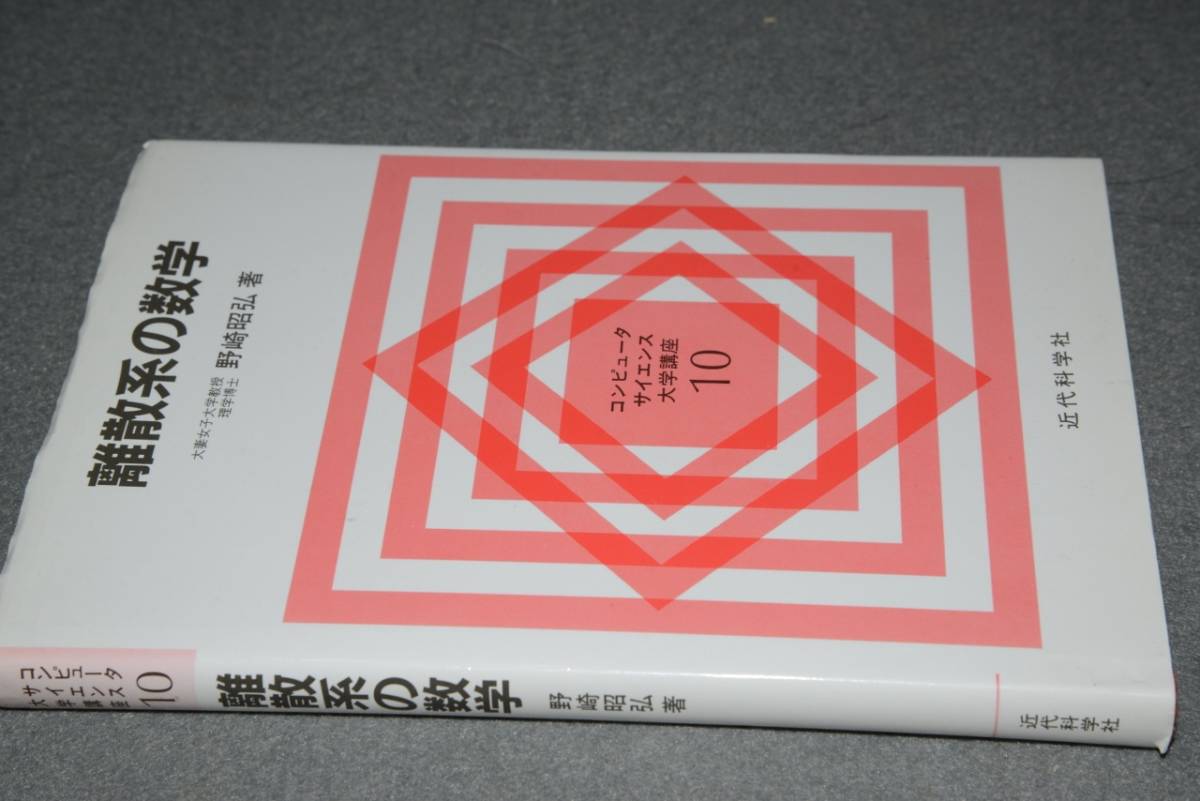 離散系の数学
大妻女子大学教授
理学博士
野崎昭弘 著
コンピュータ
サイエンス
大学講座
10
近代科学社
コンピュータ
サイエンス
大学講座
10
離散系の数学
野崎昭弘 著
近代科学社